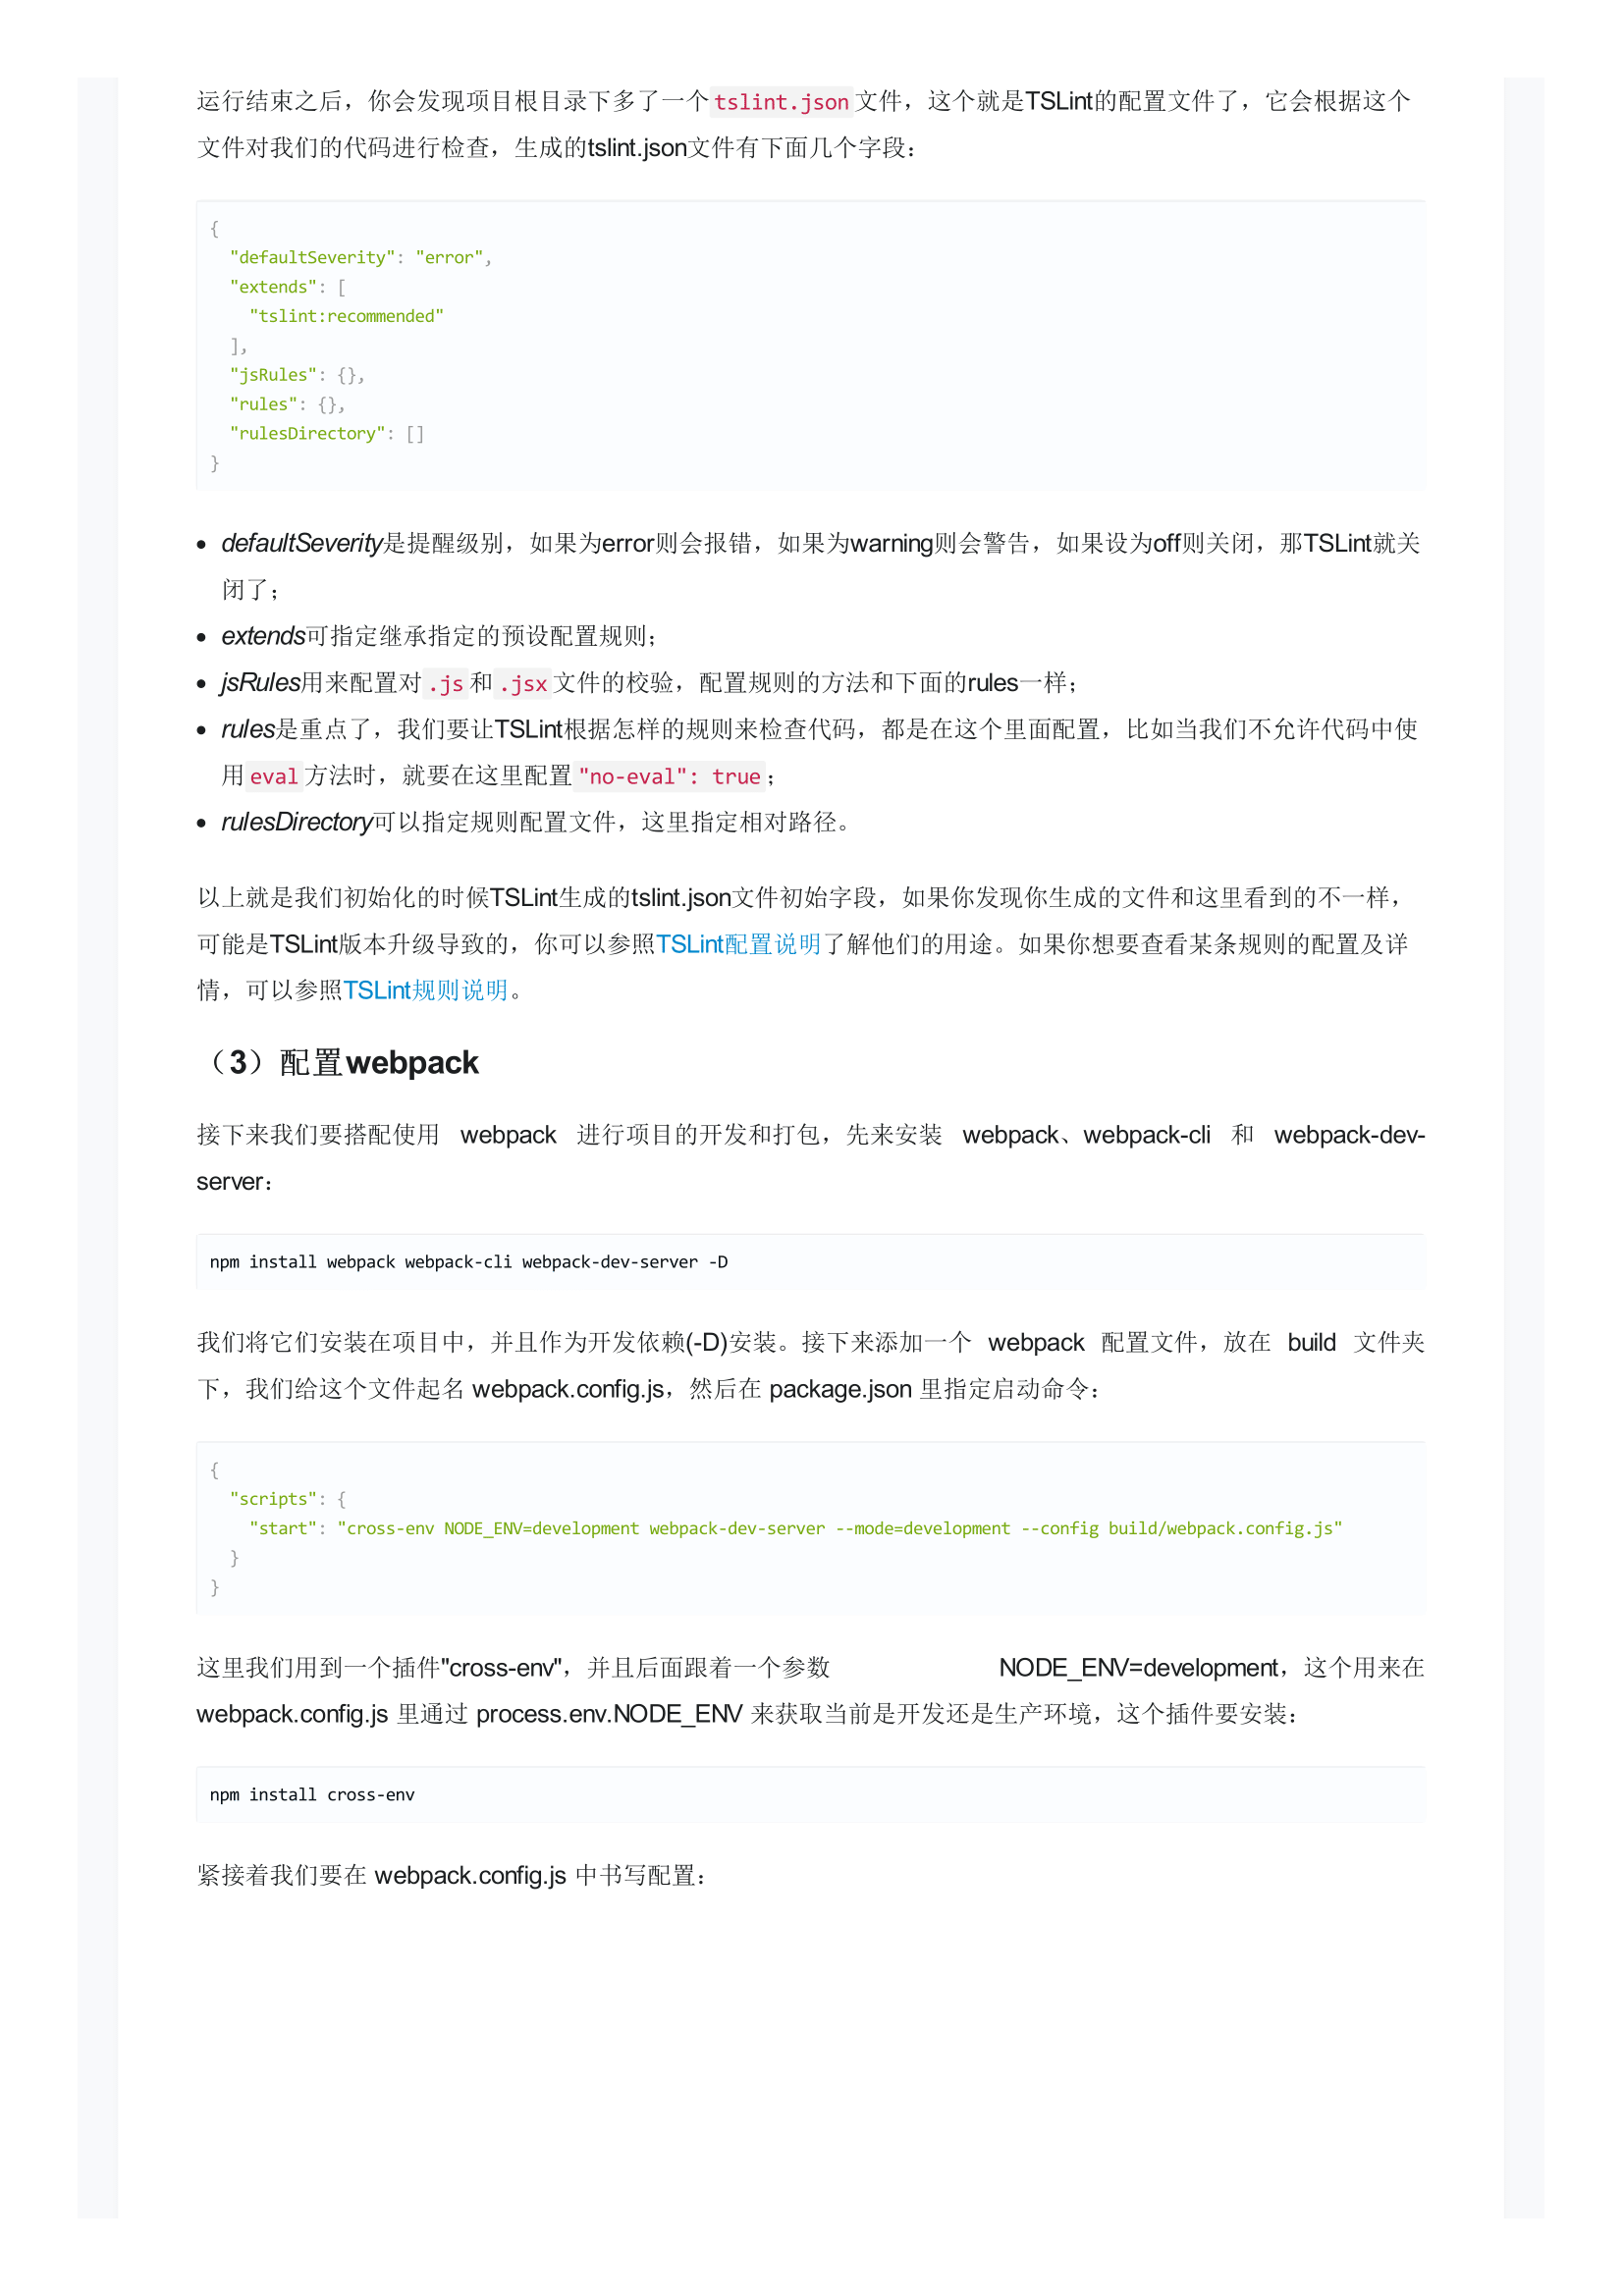 运行结束之后，你会发现项目根目录下多了一个tslint.json文件，这个就是TSLint的配置文件了，它会根据这个
文件对我们的代码进行检查，生成的tslint.json文件有下面几个字段：
{
  "defaultSeverity": "error",
  "extends": [
    "tslint:recommended"
  ],
  "jsRules": {},
  "rules": {},
  "rulesDirectory": []
}
• defaultSeverity是提醒级别，如果为error则会报错，如果为warning则会警告，如果设为off则关闭，那TSLint就关
闭了；
• extends可指定继承指定的预设配置规则；
• jsRules用来配置对.js和.jsx文件的校验，配置规则的方法和下面的rules一样；
• rules是重点了，我们要让TSLint根据怎样的规则来检查代码，都是在这个里面配置，比如当我们不允许代码中使
用eval方法时，就要在这里配置"no-eval": true；
• rulesDirectory可以指定规则配置文件，这里指定相对路径。
以上就是我们初始化的时候TSLint生成的tslint.json文件初始字段，如果你发现你生成的文件和这里看到的不一样，
可能是TSLint版本升级导致的，你可以参照TSLint配置说明了解他们的用途。如果你想要查看某条规则的配置及详
情，可以参照TSLint规则说明。
（3）配置webpack
接下来我们要搭配使用 webpack 进行项目的开发和打包，先来安装 webpack、webpack-cli 和 webpack-dev-
server：
npm install webpack webpack-cli webpack-dev-server -D
我们将它们安装在项目中，并且作为开发依赖(-D)安装。接下来添加一个 webpack 配置文件，放在 build 文件夹
下，我们给这个文件起名 webpack.config.js，然后在 package.json 里指定启动命令：
{
  "scripts": {
    "start": "cross-env NODE_ENV=development webpack-dev-server --mode=development --config build/webpack.config.js"
  }
}
这里我们用到一个插件"cross-env"，并且后面跟着一个参数 NODE_ENV=development，这个用来在
webpack.config.js 里通过 process.env.NODE_ENV 来获取当前是开发还是生产环境，这个插件要安装：
npm install cross-env
紧接着我们要在 webpack.config.js 中书写配置：